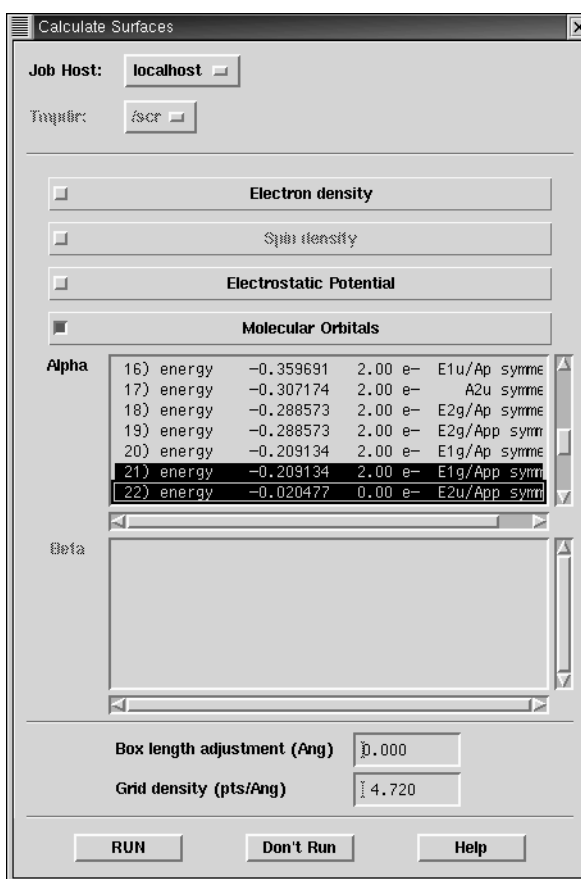 Calculate Surfaces
Job Host: localhost
Tmpdir: /scr
Electron density
Spin density
Electrostatic Potential
Molecular Orbitals
Alpha
16) energy -0.359691 2.00 e- E1u/Ap symme
17) energy -0.307174 2.00 e- A2u symme
18) energy -0.288573 2.00 e- E2g/Ap symme
19) energy -0.288573 2.00 e- E2g/App symm
20) energy -0.209134 2.00 e- E1g/Ap symme
21) energy -0.209134 2.00 e- E1g/App symm
22) energy -0.020477 0.00 e- E2u/App symm
Beta
Box length adjustment (Ang) 0.000
Grid density (pts/Ang) 4.720
RUN Don't Run Help